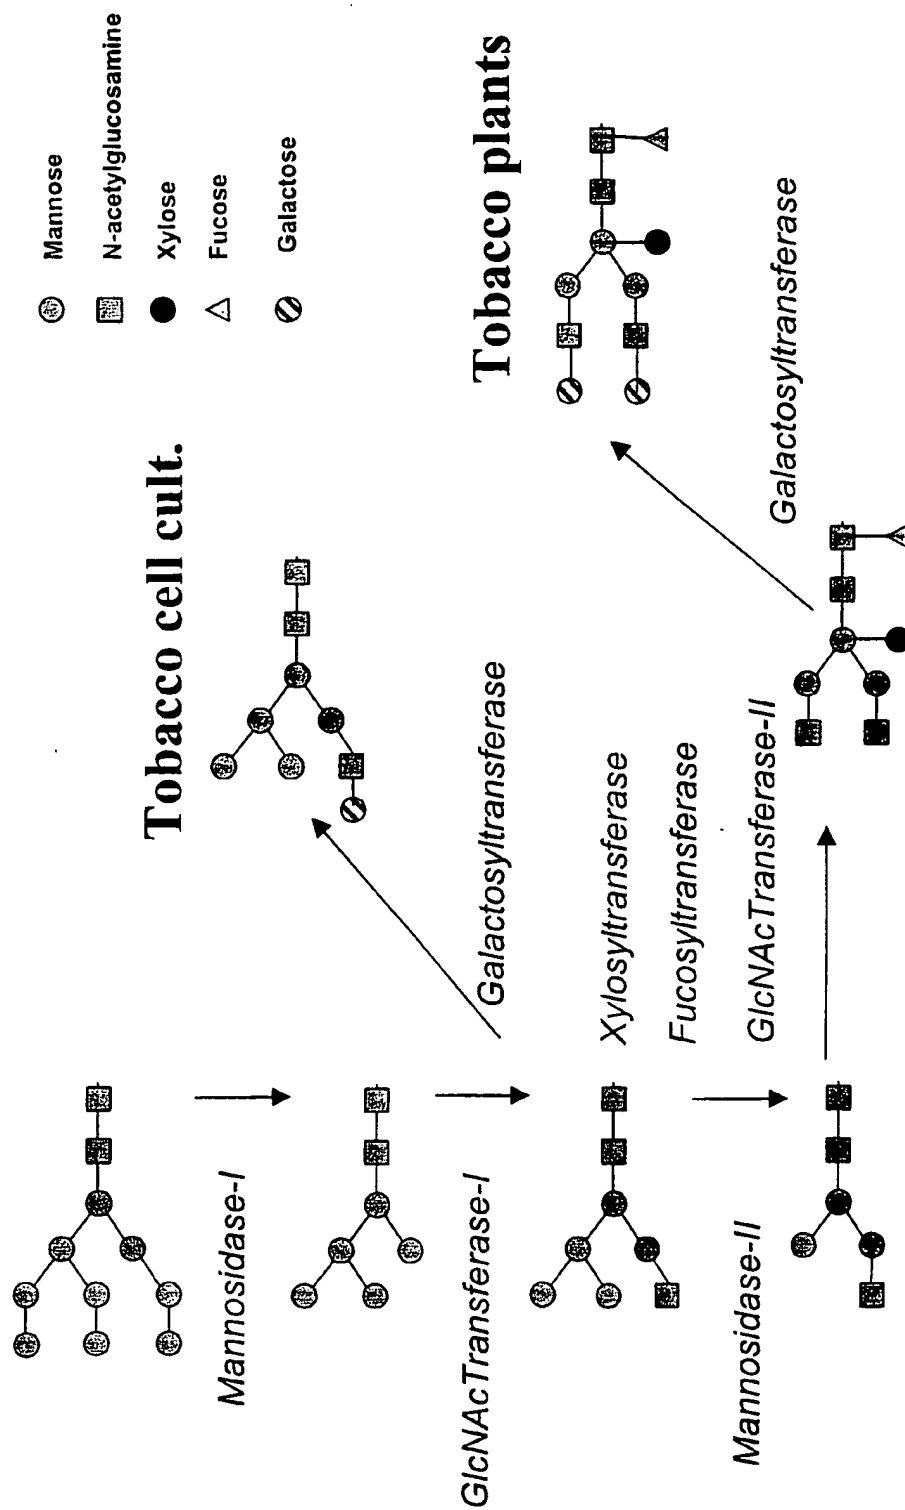 Mannose
N-acetylglucosamine
Xylose
Fucose
Galactose
Tobacco cell cult.
Tobacco plants
Mannosidase-I
GlcNAcTransferase-I
Galactosyltransferase
Mannosidase-II
Xylosyltransferase
Fucosyltransferase
GlcNAcTransferase-II
Galactosyltransferase